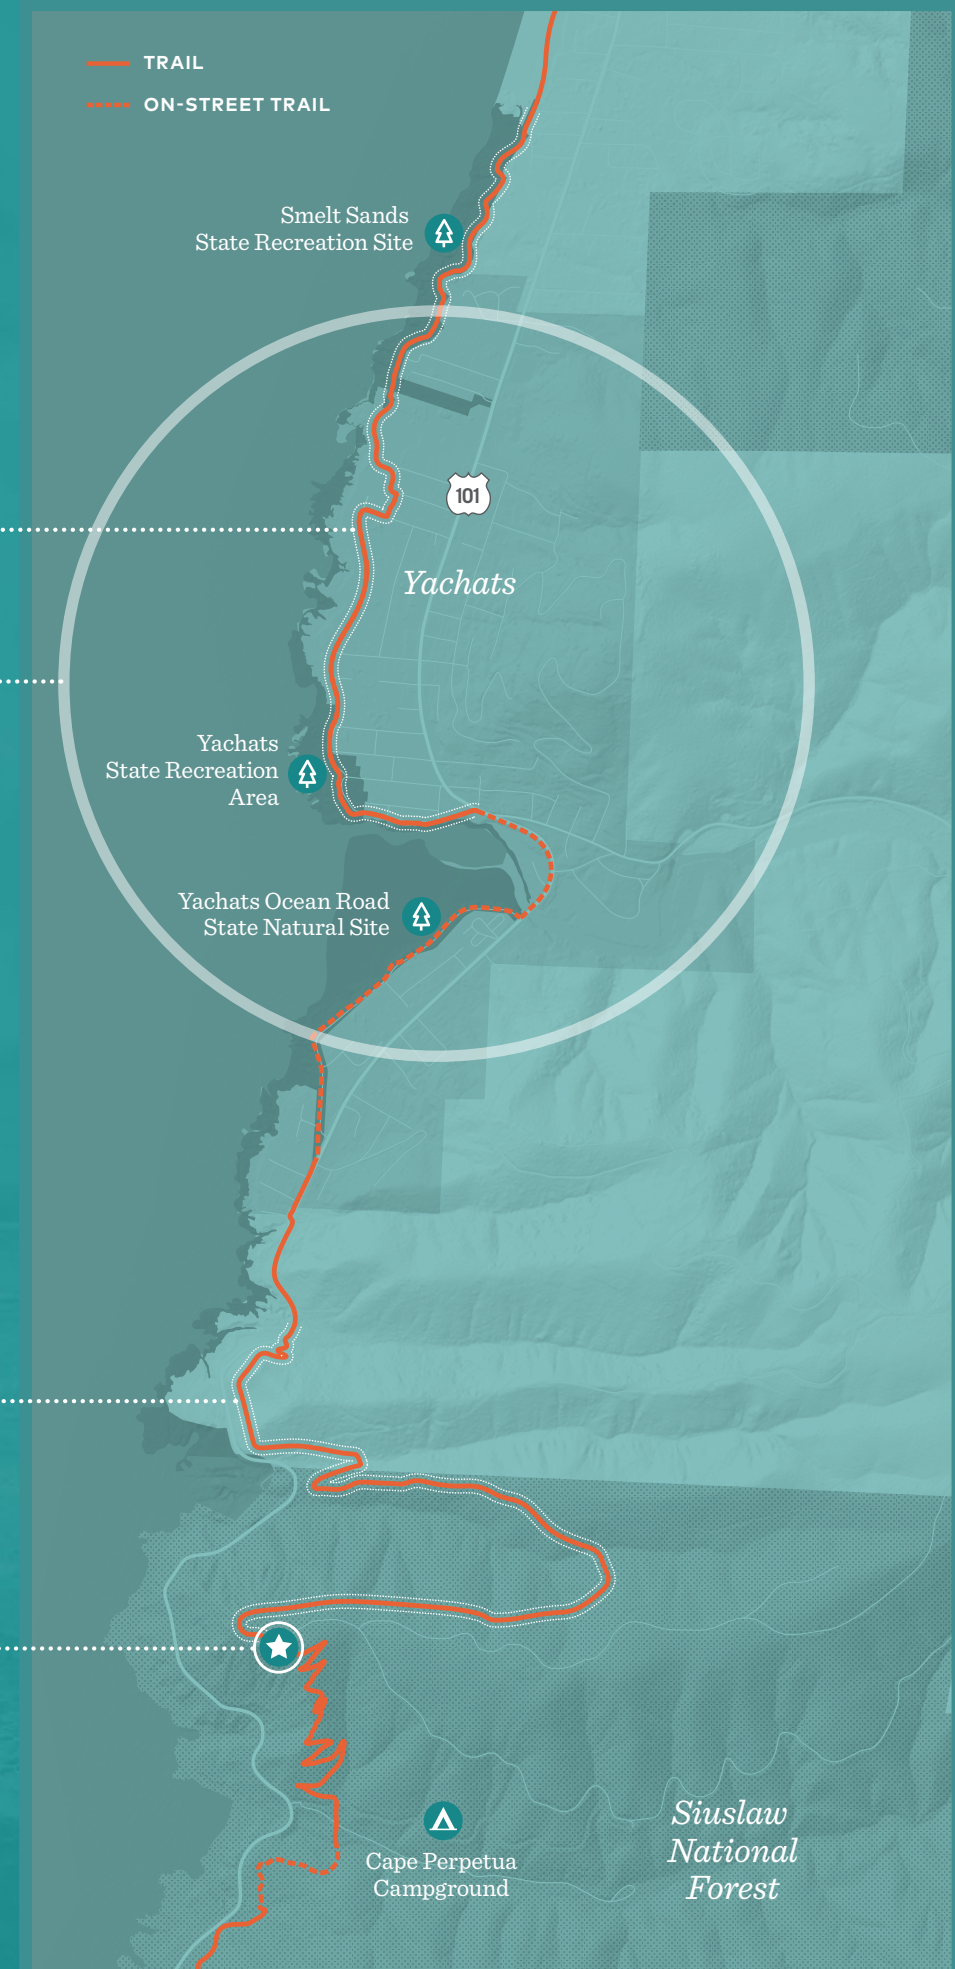 TRAIL
ON-STREET TRAIL
Smelt Sands
State Recreation Site
101
Yachats
Yachats
State Recreation
Area
Yachats Ocean Road
State Natural Site
Siuslaw
National
Forest
Cape Perpetua
Campground